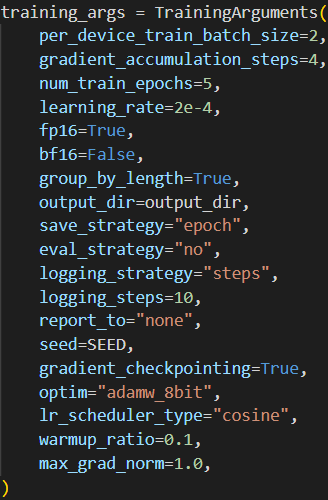 training_args = TrainingArguments(
    per_device_train_batch_size=2,
    gradient_accumulation_steps=4,
    num_train_epochs=5,
    learning_rate=2e-4,
    fp16=True,
    bf16=False,
    group_by_length=True,
    output_dir=output_dir,
    save_strategy="epoch",
    eval_strategy="no",
    logging_strategy="steps",
    logging_steps=10,
    report_to="none",
    seed=SEED,
    gradient_checkpointing=True,
    optim="adamw_8bit",
    lr_scheduler_type="cosine",
    warmup_ratio=0.1,
    max_grad_norm=1.0,
)